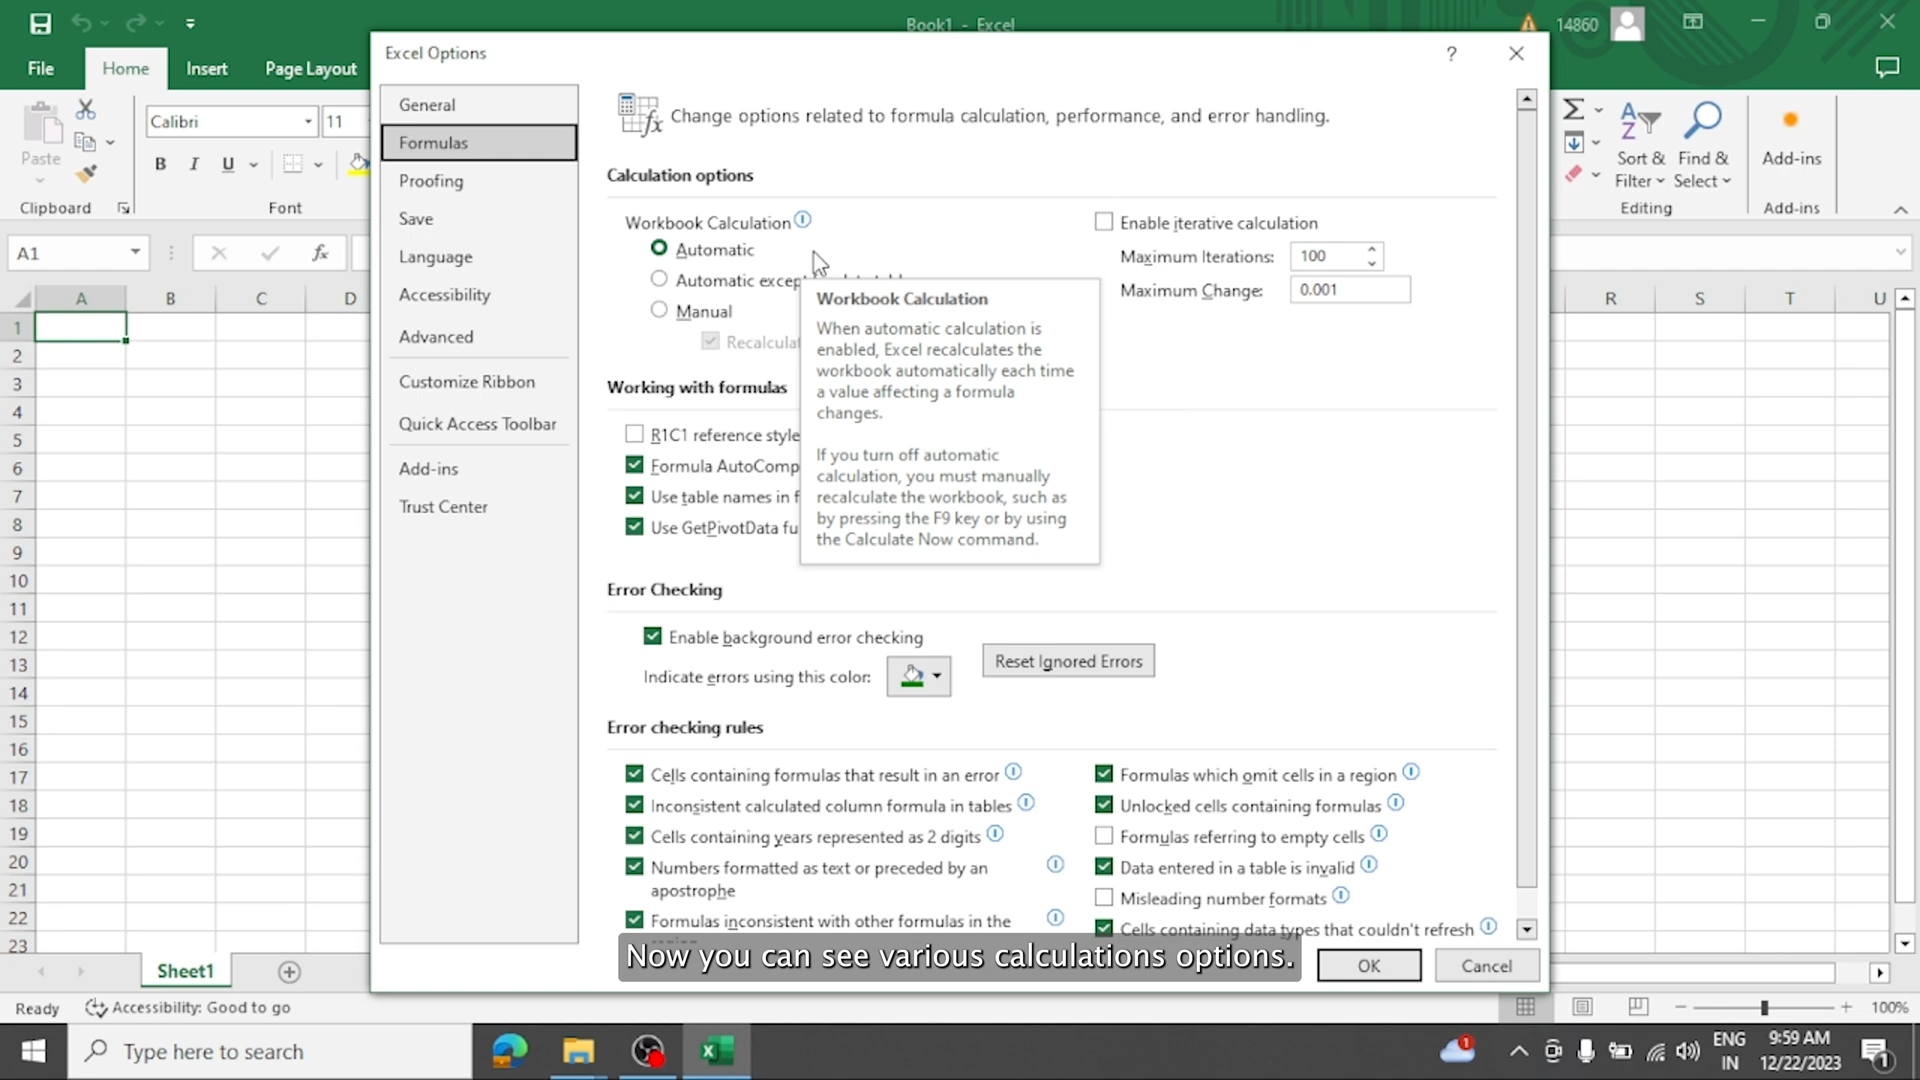 Book1 - Excel
14860
File
Home
Insert
Page Layout
Paste
Clipboard
Calibri
11
B I U
Font
Sort &
Filter
Find &
Select
Editing
Add-ins
Add-ins
A1
fx
A B C D
R S T U
1
2
3
4
5
6
7
8
9
10
11
12
13
14
15
16
17
18
19
20
21
22
23
Excel Options
?
General
Formulas
Proofing
Save
Language
Accessibility
Advanced
Customize Ribbon
Quick Access Toolbar
Add-ins
Trust Center
Change options related to formula calculation, performance, and error handling.
Calculation options
Workbook Calculation
Automatic
Automatic
Manual
Enable iterative calculation
Maximum Iterations: 100
Maximum Change: 0.001
Workbook Calculation
When automatic calculation is
enabled, Excel recalculates the
workbook automatically each time
a value affecting a formula
changes.
If you turn off automatic
calculation, you must manually
recalculate the workbook, such as
by pressing the F9 key or by using
the Calculate Now command.
Working with formulas
R1C1 reference style
Formula AutoComp
Use table names in f
Use GetPivotData fu
Error Checking
Enable background error checking
Indicate errors using this color:
Reset Ignored Errors
Error checking rules
Cells containing formulas that result in an error
Inconsistent calculated column formula in tables
Cells containing years represented as 2 digits
Numbers formatted as text or preceded by an
apostrophe
Formulas inconsistent with other formulas in the
Formulas which omit cells in a region
Unlocked cells containing formulas
Formulas referring to empty cells
Data entered in a table is invalid
Misleading number formats
Cells containing data types that couldn't refresh
Now you can see various calculations options.
OK
Cancel
Sheet1
Ready
Accessibility: Good to go
100%
Type here to search
1
ENG
IN
9:59 AM
12/22/2023
1